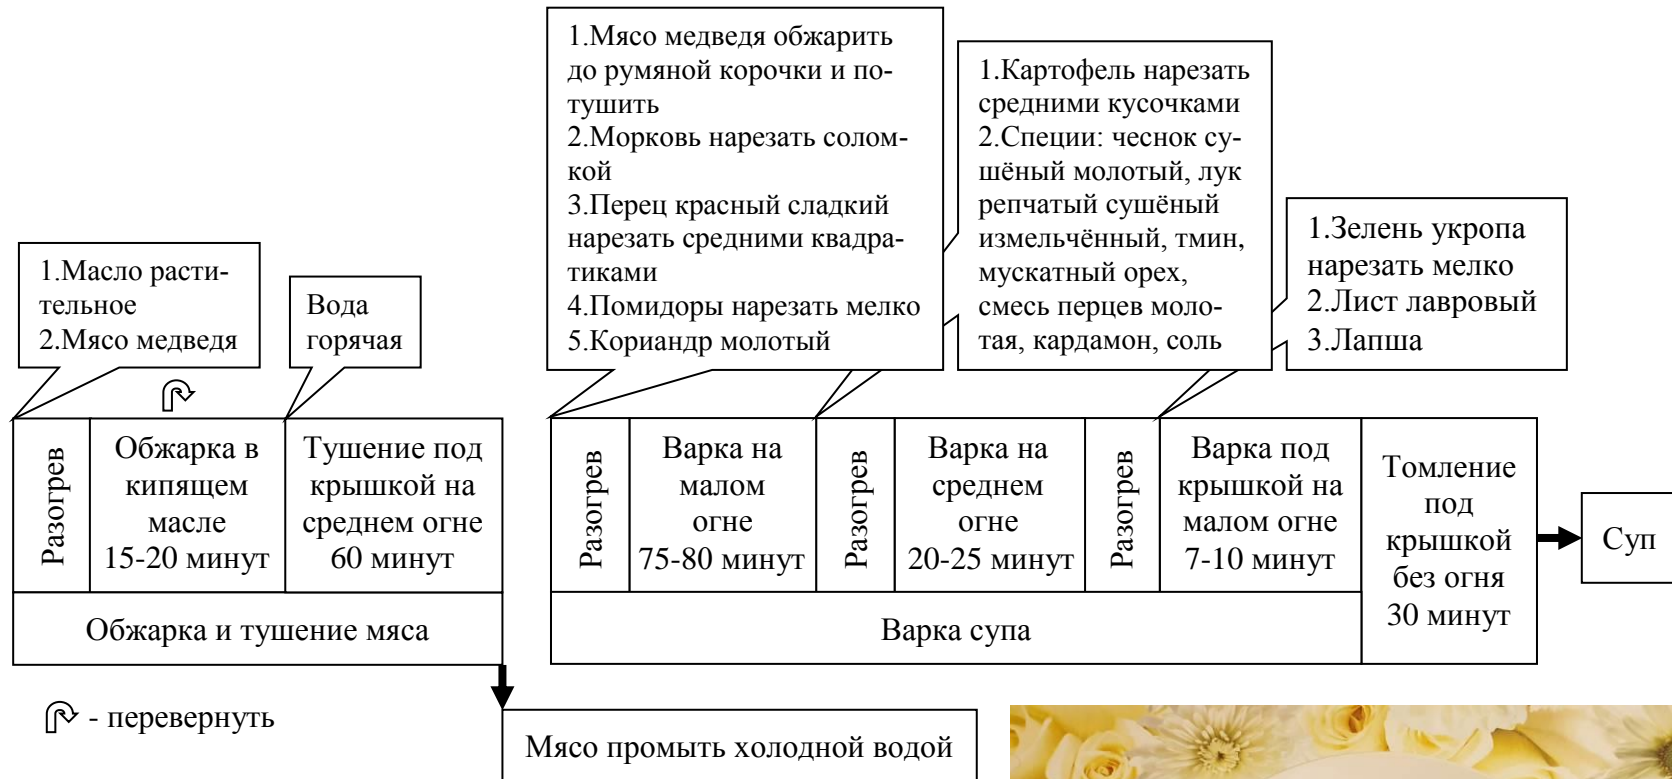 1.Мясо медведя обжарить
до румяной корочки и по-
тушить
2.Морковь нарезать солом-
кой
3.Перец красный сладкий
нарезать средними квадра-
тиками
4.Помидоры нарезать мелко
5.Кориандр молотый
1.Картофель нарезать
средними кусочками
2.Специи: чеснок су-
шёный молотый, лук
репчатый сушёный
измельчённый, тмин,
мускатный орех,
смесь перцев моло-
тая, кардамон, соль
1.Зелень укропа
нарезать мелко
2.Лист лавровый
3.Лапша
1.Масло расти-
тельное
2.Мясо медведя
Вода
горячая
Разогрев
Обжарка в
кипящем
масле
15-20 минут
Тушение под
крышкой на
среднем огне
60 минут
Обжарка и тушение мяса
Разогрев
Варка на
малом
огне
75-80 минут
Разогрев
Варка на
среднем
огне
20-25 минут
Разогрев
Варка под
крышкой на
малом огне
7-10 минут
Варка супа
Томление
под
крышкой
без огня
30 минут
Суп
- перевернуть
Мясо промыть холодной водой